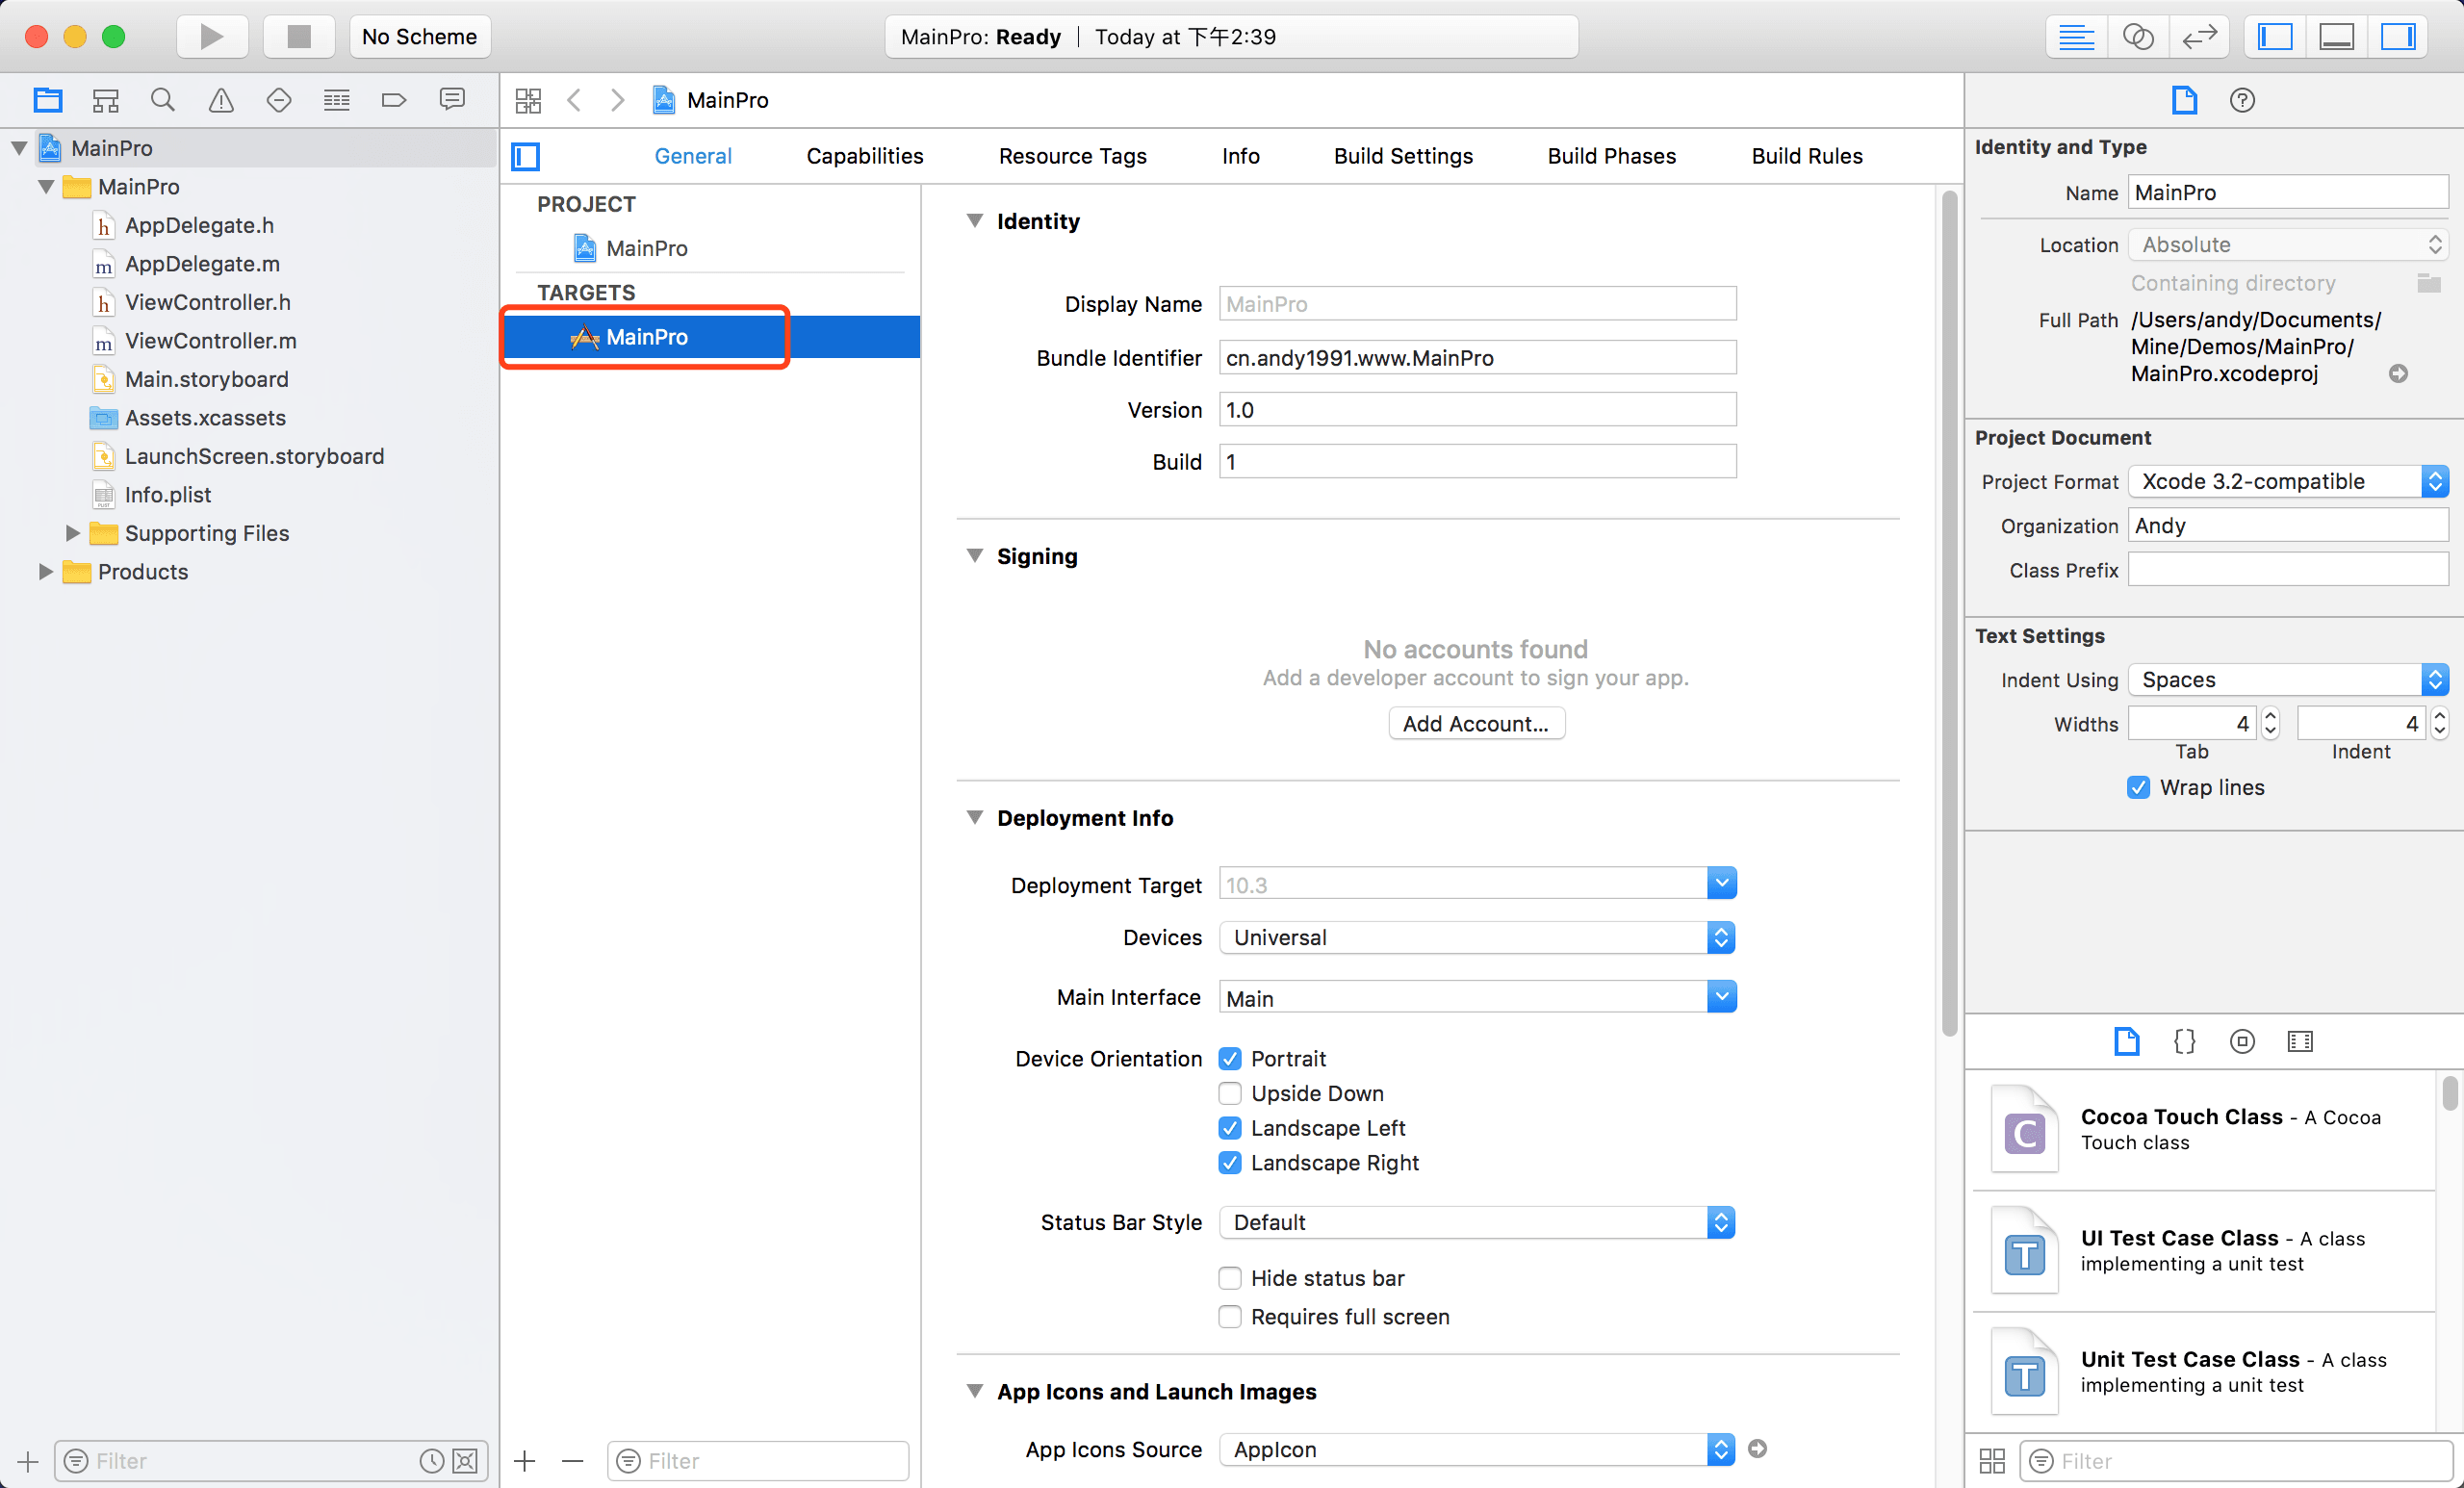 No Scheme
MainPro: Ready
Today at 下午2:39
MainPro
MainPro
MainPro
h AppDelegate.h
m AppDelegate.m
h ViewController.h
m ViewController.m
Main.storyboard
Assets.xcassets
LaunchScreen.storyboard
Info.plist
Supporting Files
Products
Filter
General
Capabilities
Resource Tags
Info
Build Settings
Build Phases
Build Rules
PROJECT
MainPro
TARGETS
MainPro
Filter
Identity
Display Name MainPro
Bundle Identifier cn.andy1991.www.MainPro
Version 1.0
Build 1
Signing
No accounts found
Add a developer account to sign your app.
Add Account...
Deployment Info
Deployment Target 10.3
Devices Universal
Main Interface Main
Device Orientation Portrait
Upside Down
Landscape Left
Landscape Right
Status Bar Style Default
Hide status bar
Requires full screen
App Icons and Launch Images
App Icons Source AppIcon
Identity and Type
Name MainPro
Location Absolute
Containing directory
Full Path /Users/andy/Documents/
Mine/Demos/MainPro/
MainPro.xcodeproj
Project Document
Project Format Xcode 3.2-compatible
Organization Andy
Class Prefix
Text Settings
Indent Using Spaces
Widths 4 4
Tab Indent
Wrap lines
{}
C
Cocoa Touch Class - A Cocoa
Touch class
T
UI Test Case Class - A class
implementing a unit test
T
Unit Test Case Class - A class
implementing a unit test
Filter